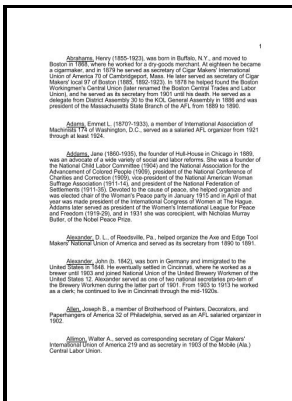 1
Abrahams, Henry (1855-1923), was born in Buffalo, N.Y., and moved to
Boston in 1868, where he worked for a dry-goods merchant. At eighteen he became
a cigarmaker, and in 1879 he served as secretary of Cigar Makers' International
Union of America 70 of Cambridgeport, Mass. He later served as secretary of Cigar
Makers' local 97 of Boston (1885, 1892-1923). In 1878 he helped found the Boston
Workingmen's Central Union (later renamed the Boston Central Trades and Labor
Union), and he served as its secretary from 1901 until his death. He served as a
delegate from District Assembly 30 to the KOL General Assembly in 1886 and was
president of the Massachusetts State Branch of the AFL from 1889 to 1890.
Adams, Emmet L. (1870?-1933), a member of International Association of
Machinists 174 of Washington, D.C., served as a salaried AFL organizer from 1921
through at least 1924.
Addams, Jane (1860-1935), the founder of Hull-House in Chicago in 1889,
was an advocate of a wide variety of social and labor reforms. She was a founder of
the National Child Labor Committee (1904) and the National Association for the
Advancement of Colored People (1909), president of the National Conference of
Charities and Correction (1909), vice-president of the National American Woman
Suffrage Association (1911-14), and president of the National Federation of
Settlements (1911-35). Devoted to the cause of peace, she helped organize and
was elected chair of the Woman's Peace party in January 1915 and in April of that
year was made president of the International Congress of Women at The Hague.
Addams later served as president of the Women's International League for Peace
and Freedom (1919-29), and in 1931 she was corecipient, with Nicholas Murray
Butler, of the Nobel Peace Prize.
Alexander, D. L., of Reedsville, Pa., helped organize the Axe and Edge Tool
Makers' National Union of America and served as its secretary from 1890 to 1891.
Alexander, John (b. 1842), was born in Germany and immigrated to the
United States in 1848. He eventually settled in Cincinnati, where he worked as a
brewer until 1903 and joined National Union of the United Brewery Workmen of the
United States 12. Alexander served as one of two national secretaries pro-tem of
the Brewery Workmen during the latter part of 1901. From 1903 to 1913 he worked
as a clerk; he continued to live in Cincinnati through the mid-1920s.
Allen, Joseph B., a member of Brotherhood of Painters, Decorators, and
Paperhangers of America 32 of Philadelphia, served as an AFL salaried organizer in
1902.
Allmon, Walter A., served as corresponding secretary of Cigar Makers'
International Union of America 219 and as secretary in 1903 of the Mobile (Ala.)
Central Labor Union.